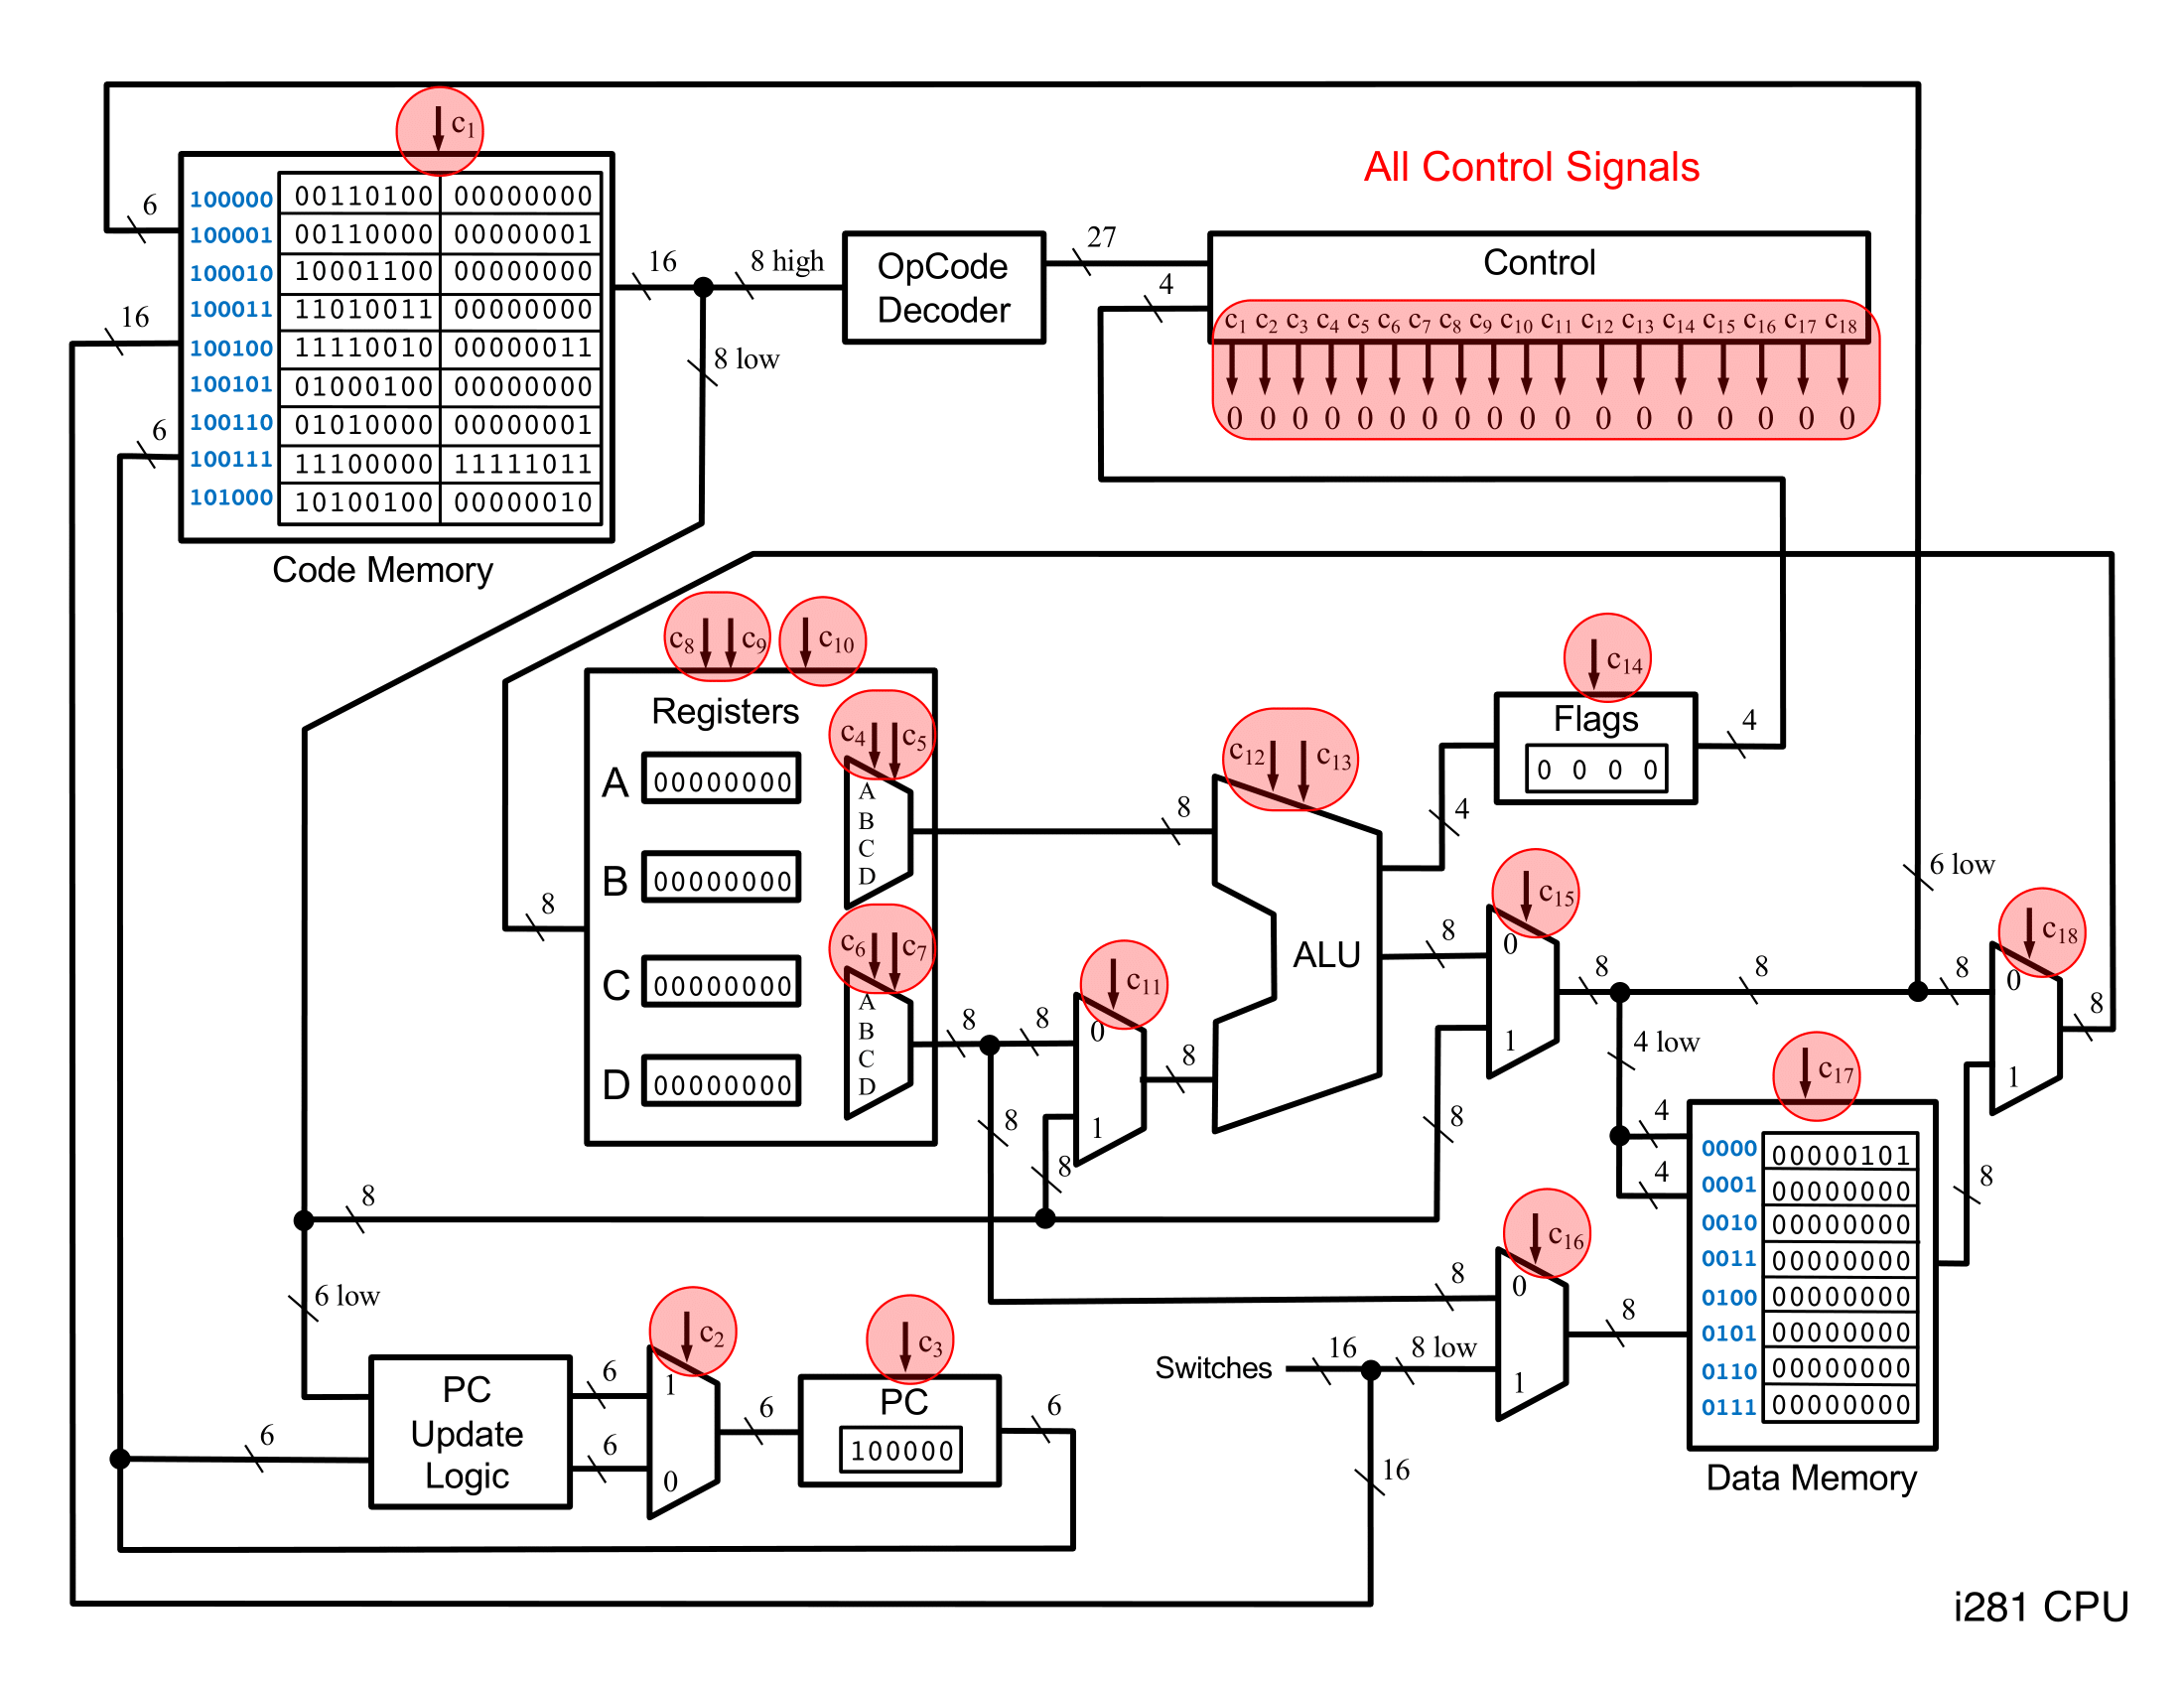 c1
All Control Signals
6
100000 00110100 00000000
100001 00110000 00000001
100010 10001100 00000000
100011 11010011 00000000
100100 11110010 00000011
100101 01000100 00000000
100110 01010000 00000001
100111 11100000 11111011
101000 10100100 00000010
16
6
Code Memory
16
8 high
8 low
OpCode
Decoder
27
4
Control
c1 c2 c3 c4 c5 c6 c7 c8 c9 c10 c11 c12 c13 c14 c15 c16 c17 c18
0 0 0 0 0 0 0 0 0 0 0 0 0 0 0 0 0 0
c8 c9 c10
Registers
c4 c5
A 00000000
B 00000000
C 00000000
D 00000000
A
B
C
D
c6 c7
A
B
C
D
8
8
8
8
8
c11
0
1
8
8
c12 c13
ALU
4
8
c14
Flags
0 0 0 0
4
c15
0
1
8
8
8
8
6 low
c18
0
1
8
4 low
4
4
c17
0000 00000101
0001 00000000
0010 00000000
0011 00000000
0100 00000000
0101 00000000
0110 00000000
0111 00000000
Data Memory
8
8
c16
0
1
8
8
Switches
16
8 low
16
6 low
PC
Update
Logic
6
6
6
c2
1
0
6
c3
PC
100000
6
i281 CPU